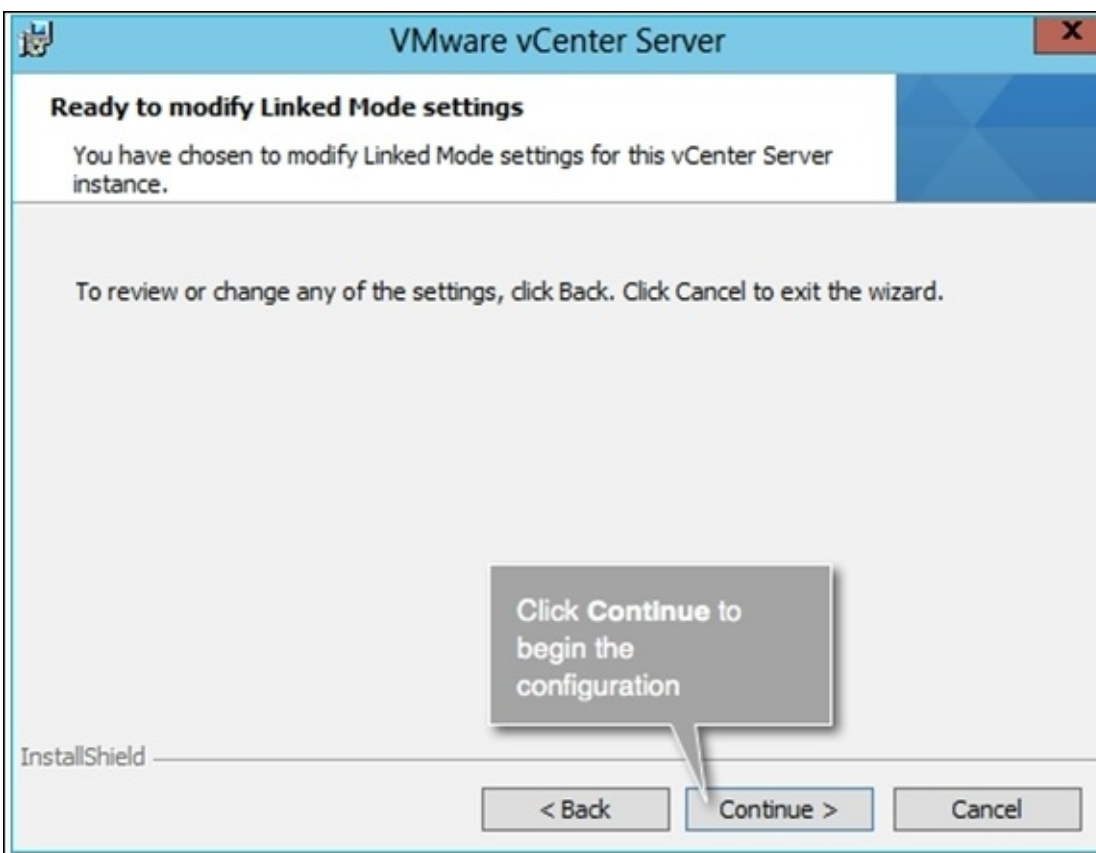 VMware vCenter Server
x
Ready to modify Linked Mode settings
You have chosen to modify Linked Mode settings for this vCenter Server
instance.
To review or change any of the settings, click Back. Click Cancel to exit the wizard.
Click Continue to
begin the
configuration
InstallShield
< Back
Continue >
Cancel